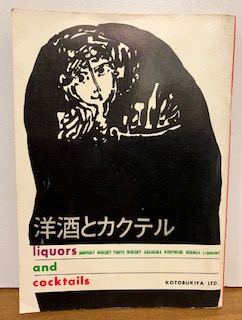 洋酒とカクテル
liquors SUNTORY WHISKY TORYS WHISKY AKADAMA PORTWINE HERMES LIQUEURS
and
cocktails KOTOBUKIYA LTD.